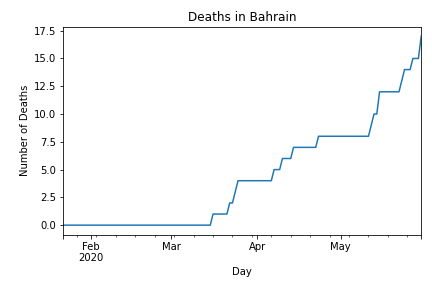 Deaths in Bahrain
Number of Deaths
17.5
15.0
12.5
10.0
7.5
5.0
2.5
0.0
Feb
2020
Mar
Apr
May
Day